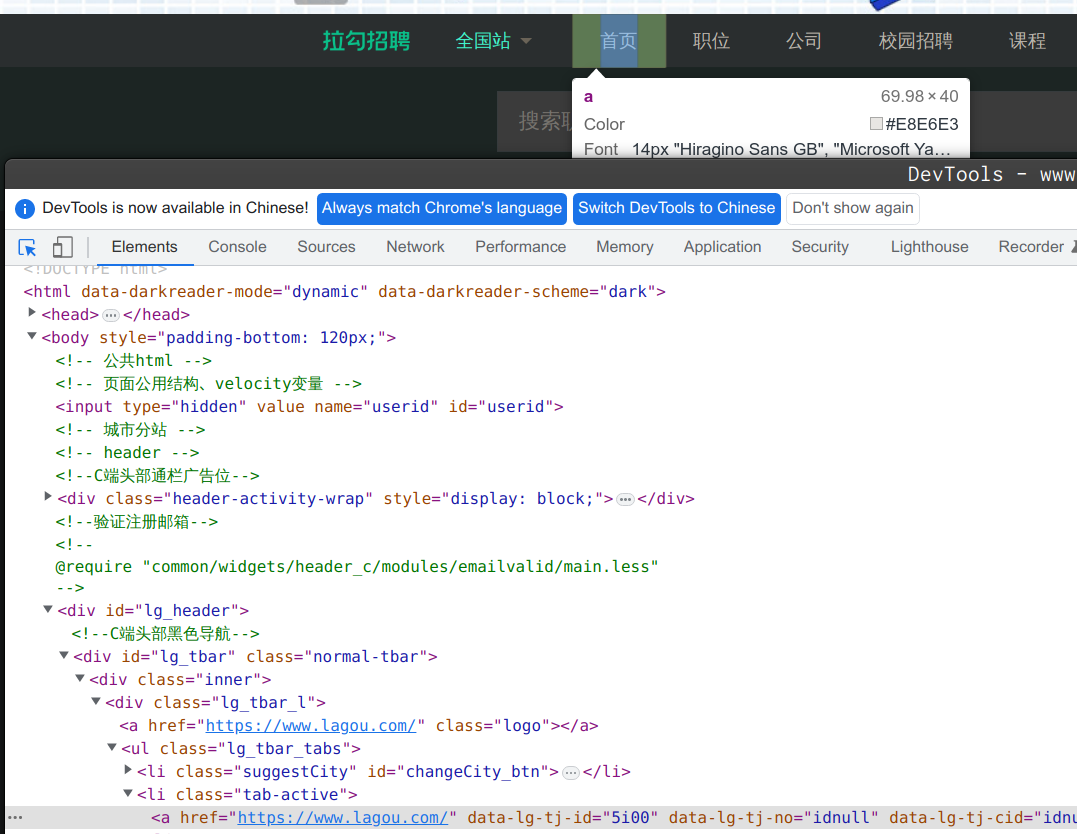 拉勾招聘 全国站 首页 职位 公司 校园招聘 课程
a 69.98×40
搜索职 Color #E8E6E3
Font 14px "Hiragino Sans GB", "Microsoft Ya…
DevTools - www
DevTools is now available in Chinese! Always match Chrome's language Switch DevTools to Chinese Don't show again
Elements Console Sources Network Performance Memory Application Security Lighthouse Recorder
<!DOCTYPE html>
<html data-darkreader-mode="dynamic" data-darkreader-scheme="dark">
<head>…</head>
<body style="padding-bottom: 120px;">
<!-- 公共html -->
<!-- 页面公用结构、velocity变量 -->
<input type="hidden" value name="userid" id="userid">
<!-- 城市分站 -->
<!-- header -->
<!--C端头部通栏广告位-->
<div class="header-activity-wrap" style="display: block;">…</div>
<!--验证注册邮箱-->
<!--
@require "common/widgets/header_c/modules/emailvalid/main.less"
-->
<div id="lg_header">
<!--C端头部黑色导航-->
<div id="lg_tbar" class="normal-tbar">
<div class="inner">
<div class="lg_tbar_l">
<a href="https://www.lagou.com/" class="logo"></a>
<ul class="lg_tbar_tabs">
<li class="suggestCity" id="changeCity_btn">…</li>
<li class="tab-active">
<a href="https://www.lagou.com/" data-lg-tj-id="5i00" data-lg-tj-no="idnull" data-lg-tj-cid="idnu